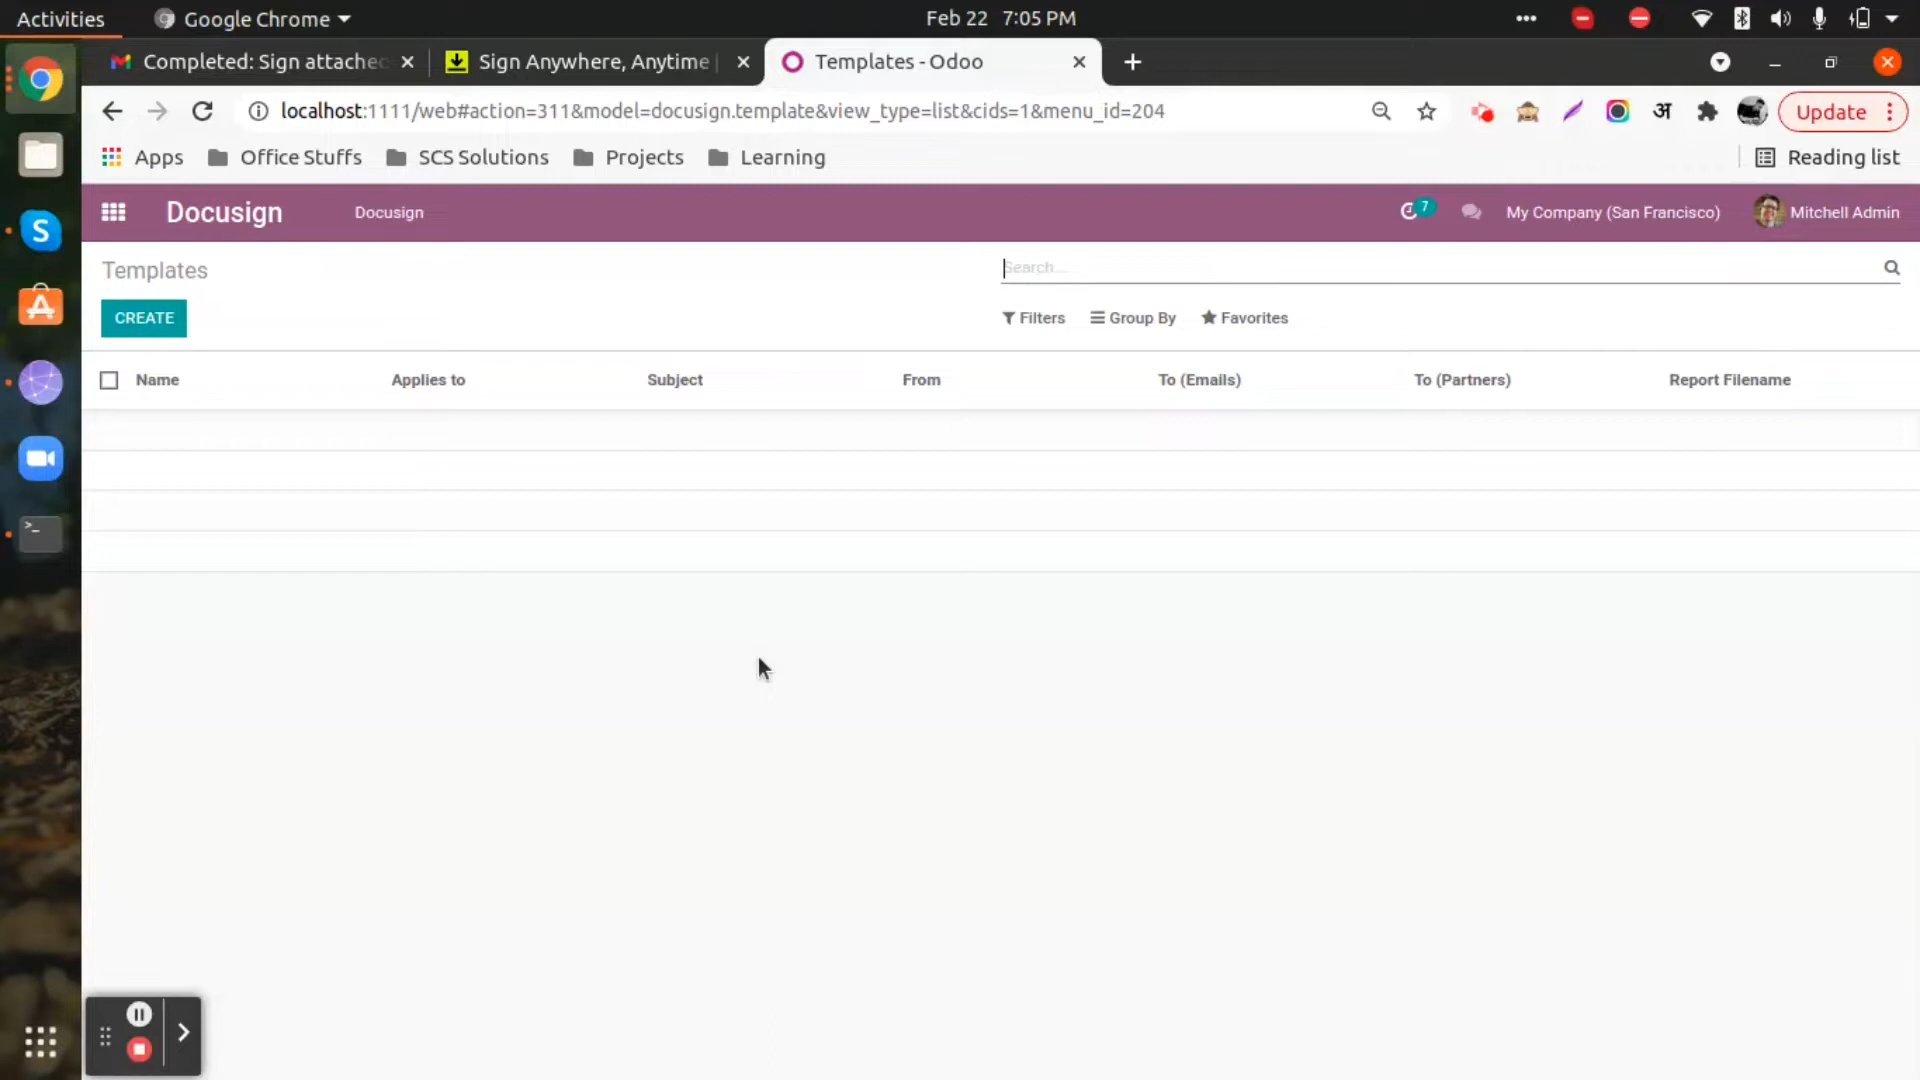 Activities Google Chrome Feb 22 7:05 PM
Completed: Sign attached Sign Anywhere, Anytime | Templates - Odoo
localhost:1111/web#action=311&model=docusign.template&view_type=list&cids=1&menu_id=204 अ Update
Apps Office Stuffs SCS Solutions Projects Learning Reading list
Docusign Docusign 7 My Company (San Francisco) Mitchell Admin
Templates Search...
CREATE Filters Group By Favorites
Name Applies to Subject From To (Emails) To (Partners) Report Filename